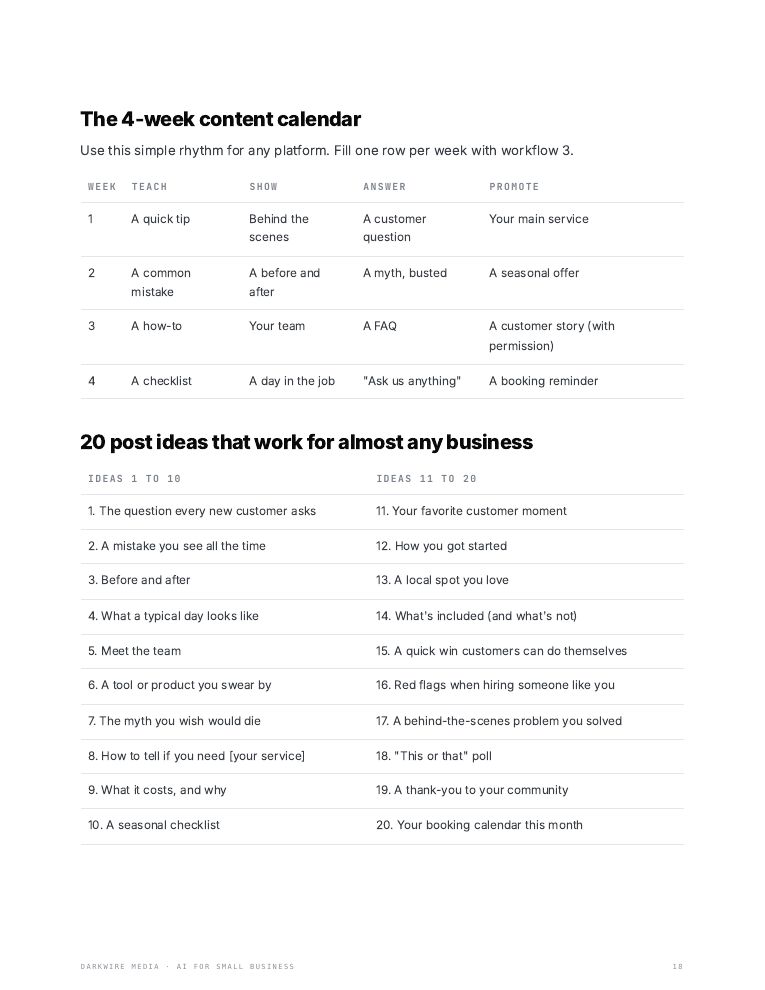 The 4-week content calendar
Use this simple rhythm for any platform. Fill one row per week with workflow 3.
WEEK TEACH SHOW ANSWER PROMOTE
1 A quick tip Behind the scenes A customer question Your main service
2 A common mistake A before and after A myth, busted A seasonal offer
3 A how-to Your team A FAQ A customer story (with permission)
4 A checklist A day in the job "Ask us anything" A booking reminder
20 post ideas that work for almost any business
IDEAS 1 TO 10 IDEAS 11 TO 20
1. The question every new customer asks 11. Your favorite customer moment
2. A mistake you see all the time 12. How you got started
3. Before and after 13. A local spot you love
4. What a typical day looks like 14. What's included (and what's not)
5. Meet the team 15. A quick win customers can do themselves
6. A tool or product you swear by 16. Red flags when hiring someone like you
7. The myth you wish would die 17. A behind-the-scenes problem you solved
8. How to tell if you need [your service] 18. "This or that" poll
9. What it costs, and why 19. A thank-you to your community
10. A seasonal checklist 20. Your booking calendar this month
DARKWIRE MEDIA · AI FOR SMALL BUSINESS 18